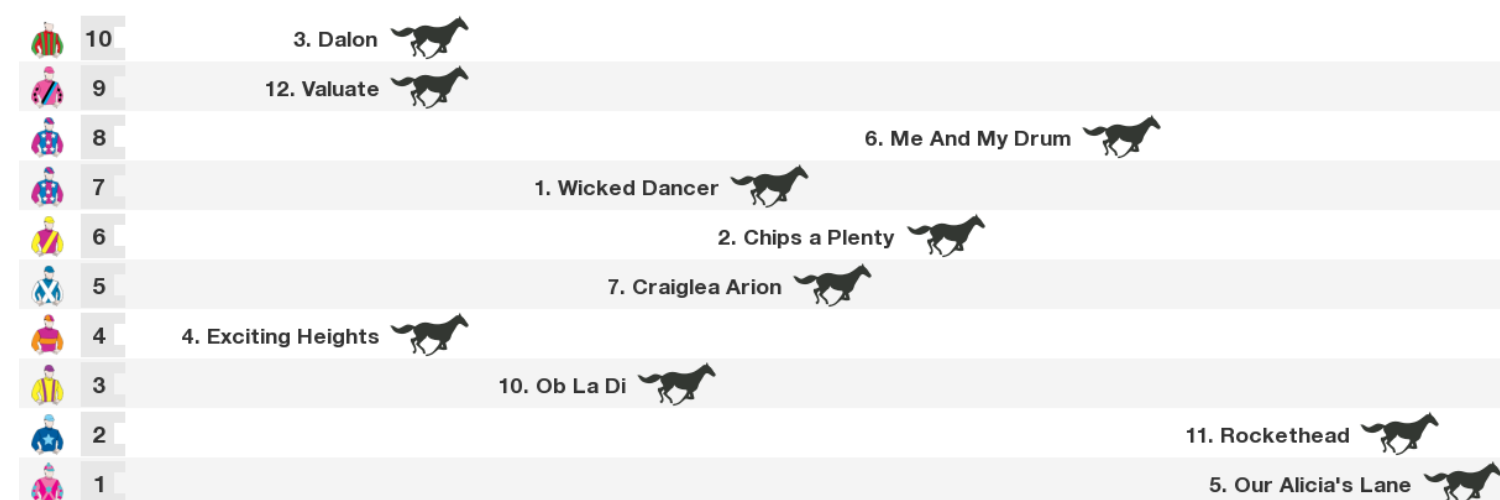 10 3. Dalon
9 12. Valuate
8 6. Me And My Drum
7 1. Wicked Dancer
6 2. Chips a Plenty
5 7. Craiglea Arion
4 4. Exciting Heights
3 10. Ob La Di
2 11. Rockethead
1 5. Our Alicia's Lane